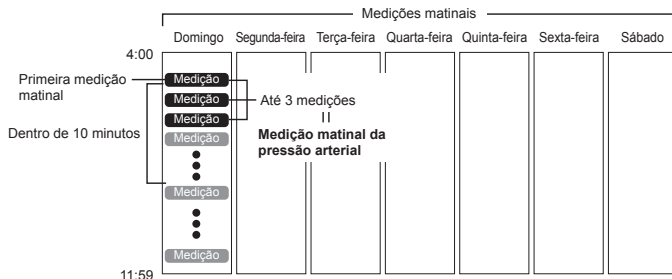 Medições matinais
Domingo Segunda-feira Terça-feira Quarta-feira Quinta-feira Sexta-feira Sábado
4:00
Primeira medição
matinal
Medição
Medição
Até 3 medições
Medição
Dentro de 10 minutos
Medição
Medição matinal da
pressão arterial
Medição
Medição
11:59